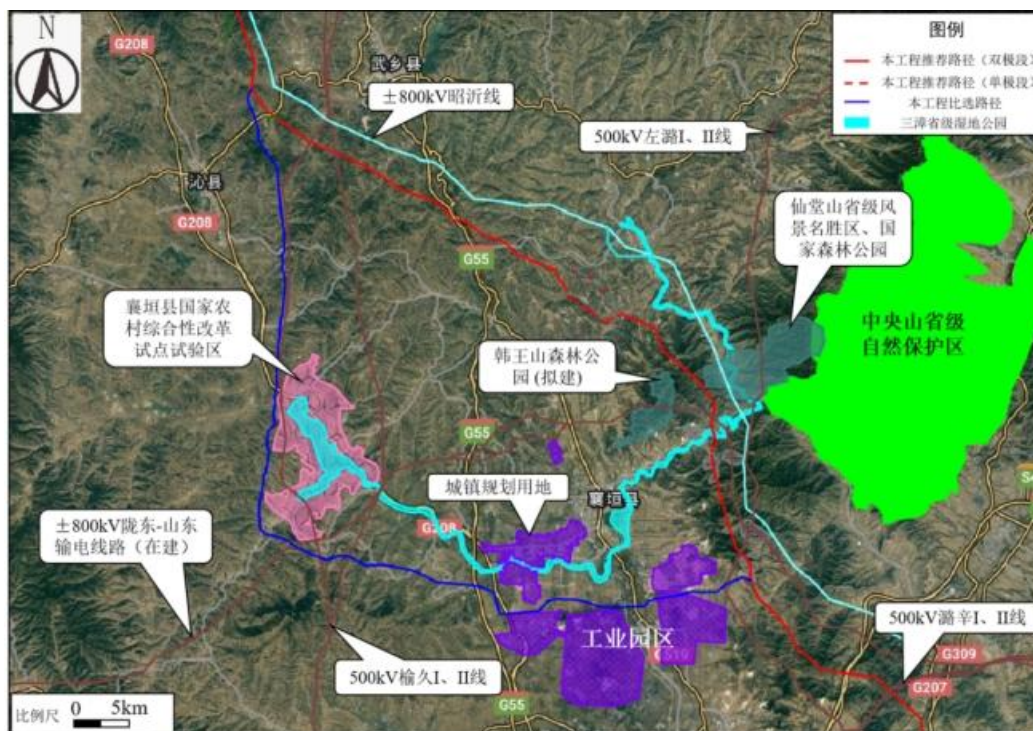 N
G208
武乡县
±800kV昭沂线
500kV左潞I、II线
图例
本工程推荐路径（双极段）
本工程推荐路径（单极段）
本工程比选路径
三漳省级湿地公园
沁县
G208
G55
仙堂山省级风
景名胜区、国
家森林公园
襄垣县国家农
村综合性改革
试点试验区
韩王山森林公
园 (拟建)
中央山省级
自然保护区
G55
城镇规划用地
襄垣县
G208
±800kV陇东-山东
输电线路（在建）
工业园区
500kV潞辛I、II线
G309
G207
500kV榆久I、II线
G55
比例尺
0 5km